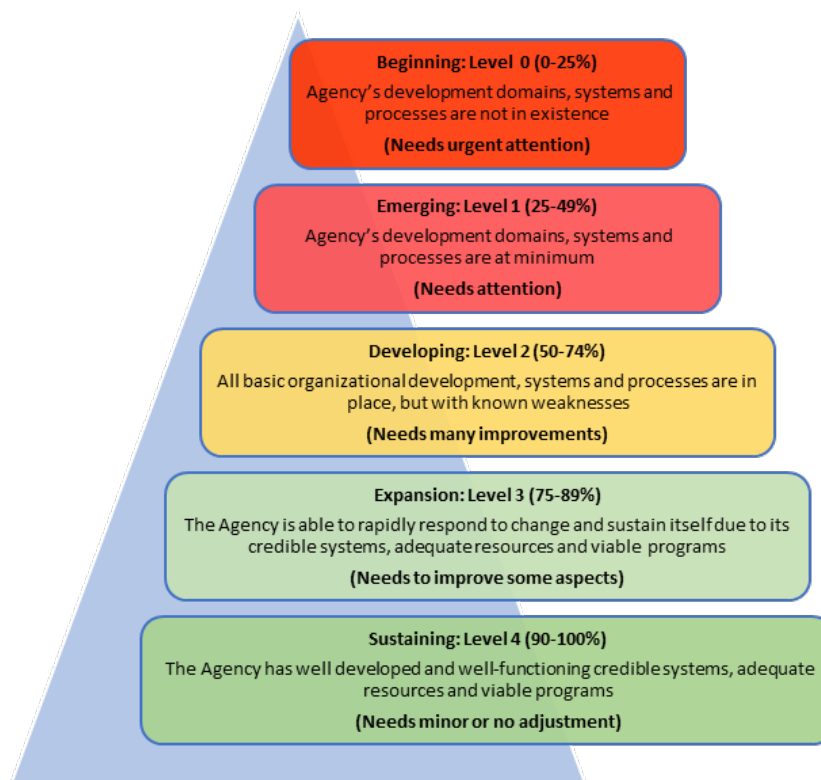 Beginning: Level 0 (0-25%)
Agency's development domains, systems and
processes are not in existence
(Needs urgent attention)
Emerging: Level 1 (25-49%)
Agency's development domains, systems and
processes are at minimum
(Needs attention)
Developing: Level 2 (50-74%)
All basic organizational development, systems and processes are in
place, but with known weaknesses
(Needs many improvements)
Expansion: Level 3 (75-89%)
The Agency is able to rapidly respond to change and sustain itself due to its
credible systems, adequate resources and viable programs
(Needs to improve some aspects)
Sustaining: Level 4 (90-100%)
The Agency has well developed and well-functioning credible systems, adequate
resources and viable programs
(Needs minor or no adjustment)